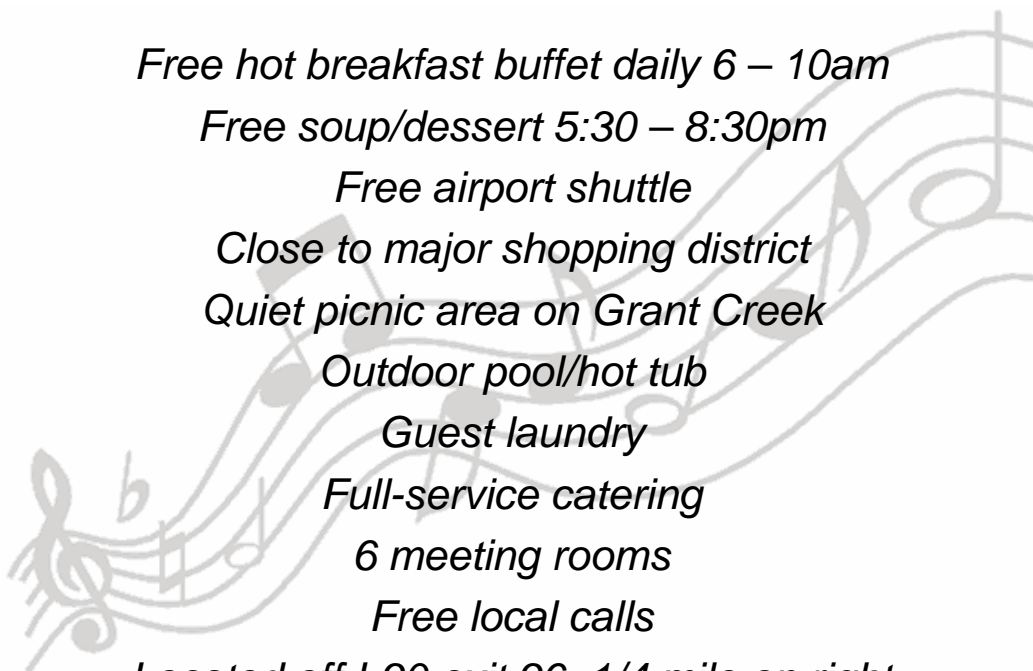 Free hot breakfast buffet daily 6 – 10am
Free soup/dessert 5:30 – 8:30pm
Free airport shuttle
Close to major shopping district
Quiet picnic area on Grant Creek
Outdoor pool/hot tub
Guest laundry
Full-service catering
6 meeting rooms
Free local calls
Located off I-90 exit 96, 1/4 mile on right